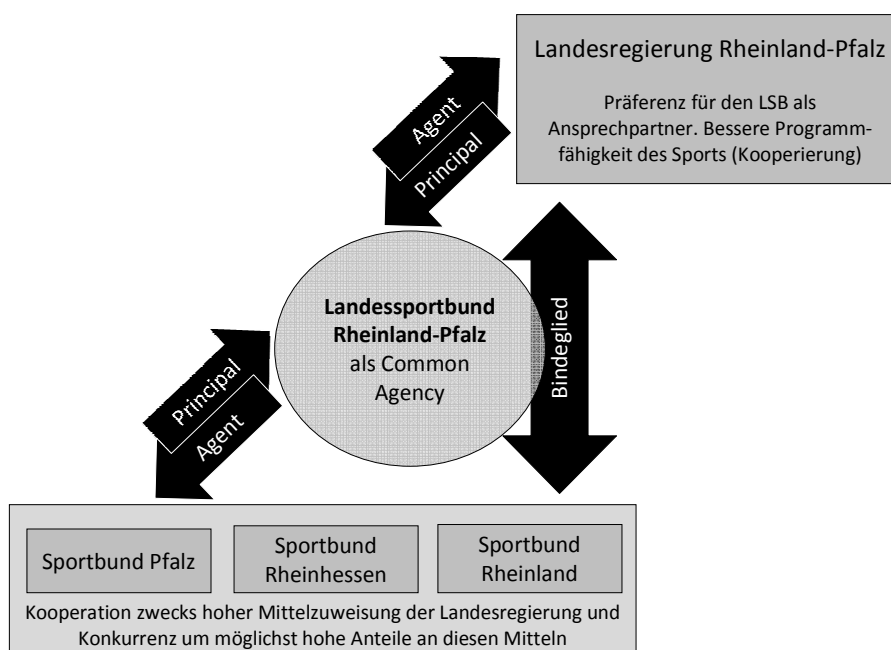 Landesregierung Rheinland-Pfalz
Präferenz für den LSB als
Ansprechpartner. Bessere Programm-
fähigkeit des Sports (Kooperierung)
Agent
Principal
Landessportbund
Rheinland-Pfalz
als Common
Agency
Bindeglied
Principal
Agent
Sportbund Pfalz
Sportbund
Rheinhessen
Sportbund
Rheinland
Kooperation zwecks hoher Mittelzuweisung der Landesregierung und
Konkurrenz um möglichst hohe Anteile an diesen Mitteln